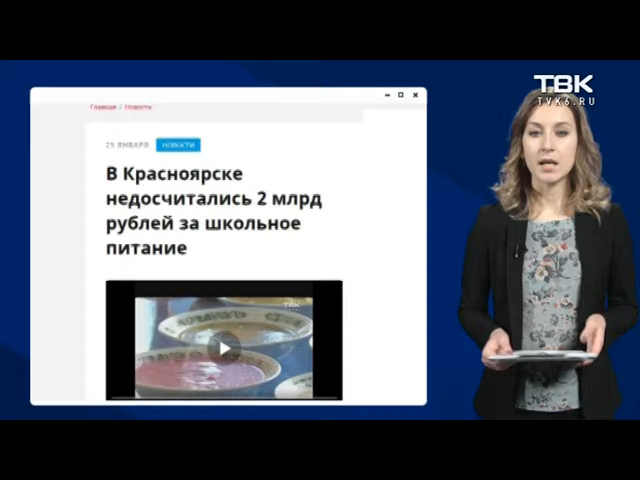 ТВК
TVK6.RU
Главная / Новости
29 ЯНВАРЯ НОВОСТИ
В Красноярске
недосчитались 2 млрд
рублей за школьное
питание
ТВК